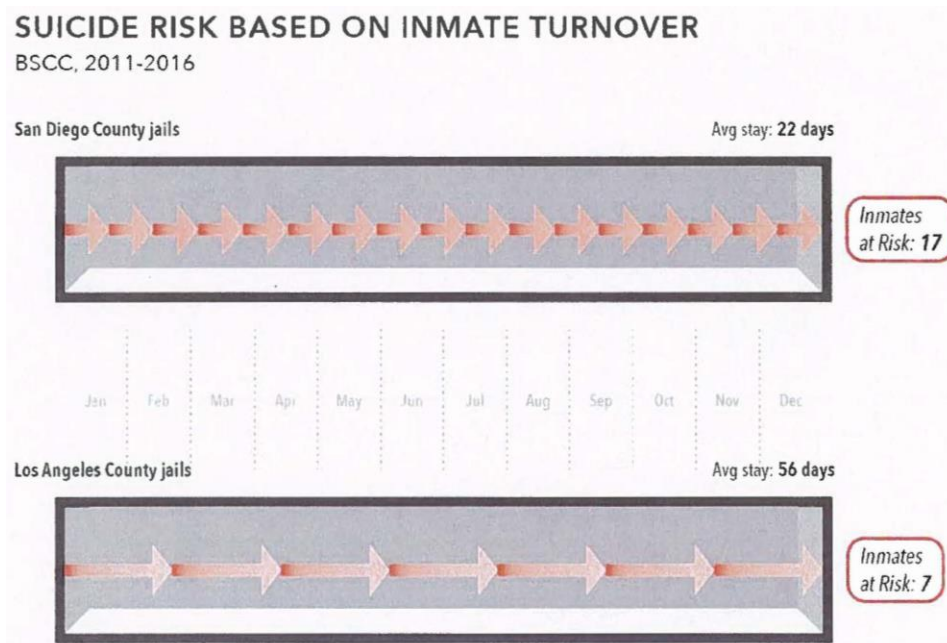 SUICIDE RISK BASED ON INMATE TURNOVER
BSCC, 2011-2016
San Diego County jails
Avg stay: 22 days
Inmates
at Risk: 17
Jan Feb Mar Apr May Jun Jul Aug Sep Oct Nov Dec
Los Angeles County jails
Avg stay: 56 days
Inmates
at Risk: 7